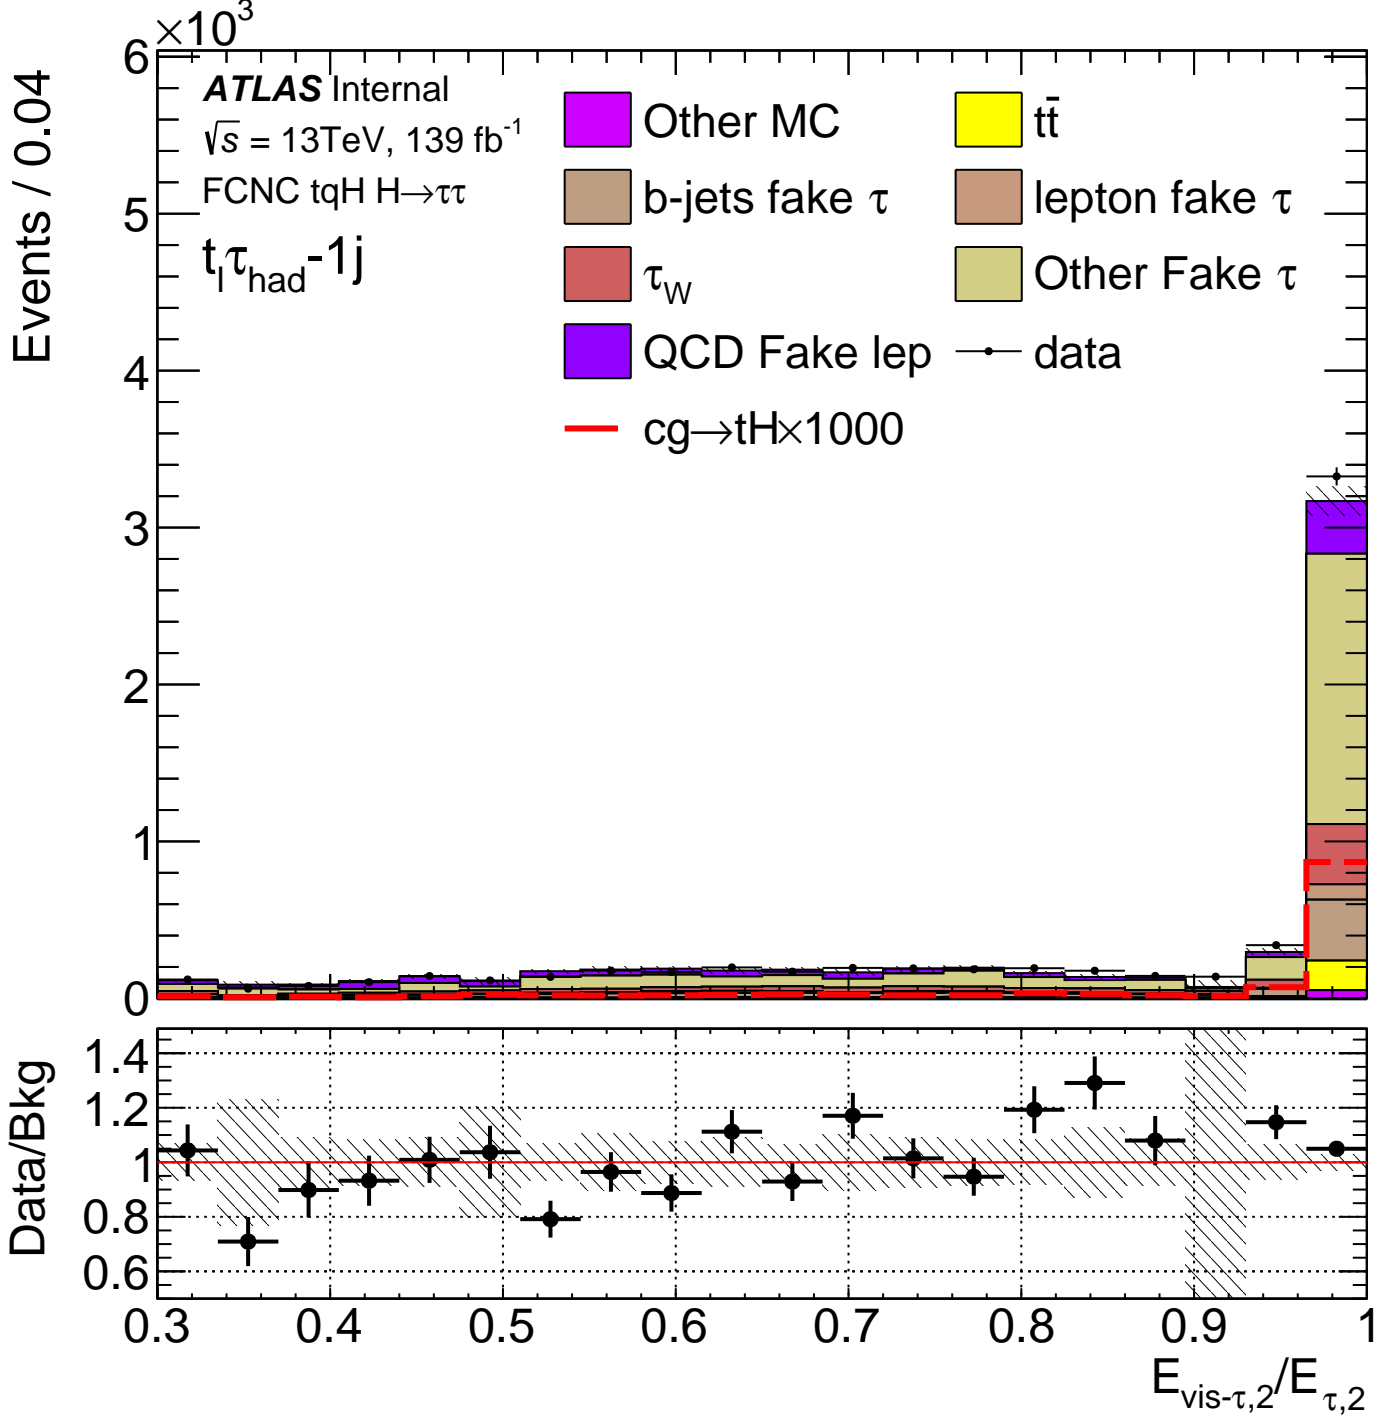 ×10³
6
5
4
3
2
1
0
Events / 0.04
ATLAS Internal
√s = 13TeV, 139 fb⁻¹
FCNC tqH H→ττ
tₗτ_had-1j
Other MC
tt̄
b-jets fake τ
lepton fake τ
τ_W
Other Fake τ
QCD Fake lep
data
cg→tH×1000
1.4
1.2
1
0.8
0.6
Data/Bkg
0.3 0.4 0.5 0.6 0.7 0.8 0.9 1
E_vis-τ,2/E_τ,2